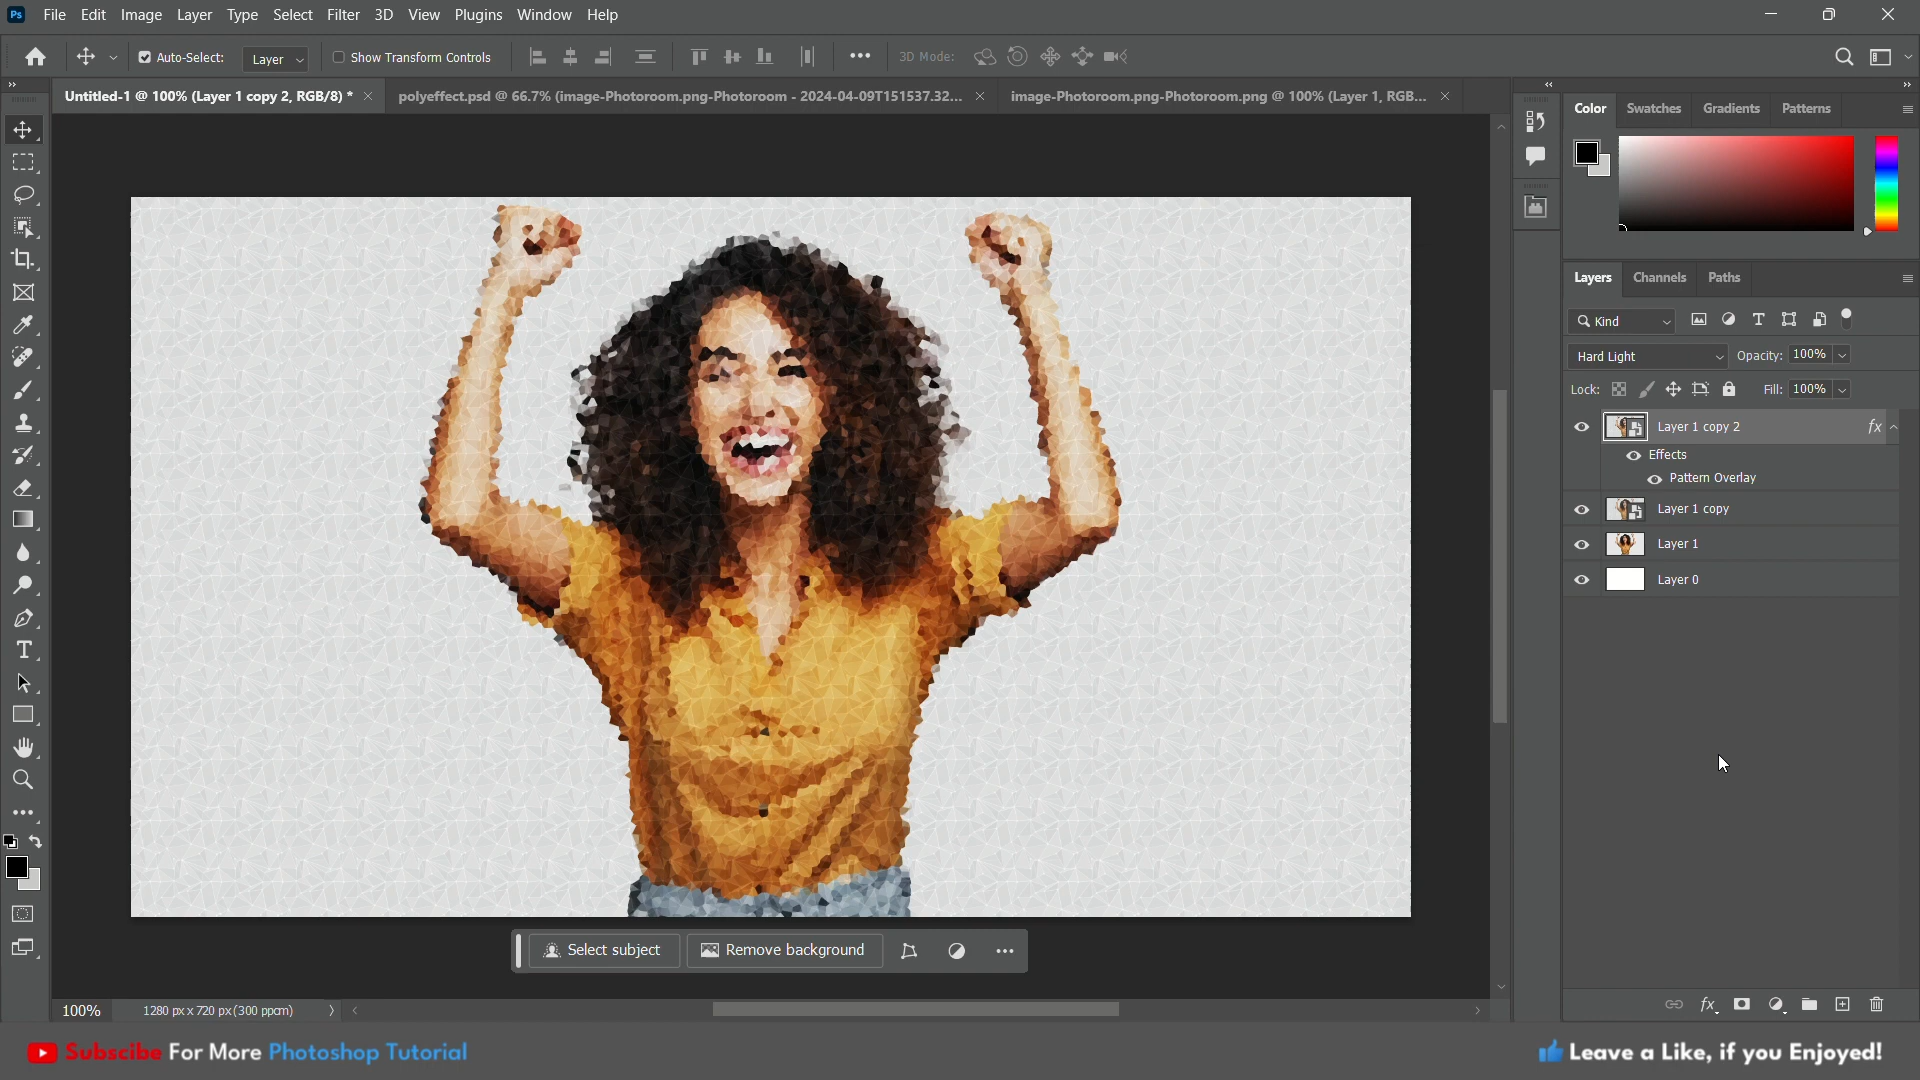 Ps File Edit Image Layer Type Select Filter 3D View Plugins Window Help
Auto-Select: Layer Show Transform Controls 3D Mode:
Untitled-1 @ 100% (Layer 1 copy 2, RGB/8) * polyeffect.psd @ 66.7% (image-Photoroom.png-Photoroom - 2024-04-09T151537.32... image-Photoroom.png-Photoroom.png @ 100% (Layer 1, RGB...
Color Swatches Gradients Patterns
Layers Channels Paths
Kind
Hard Light Opacity: 100%
Lock: Fill: 100%
Layer 1 copy 2 fx
Effects
Pattern Overlay
Layer 1 copy
Layer 1
Layer 0
Select subject Remove background
100% 1280 px x 720 px (300 ppcm)
fx
Subscibe For More Photoshop Tutorial
Leave a Like, if you Enjoyed!